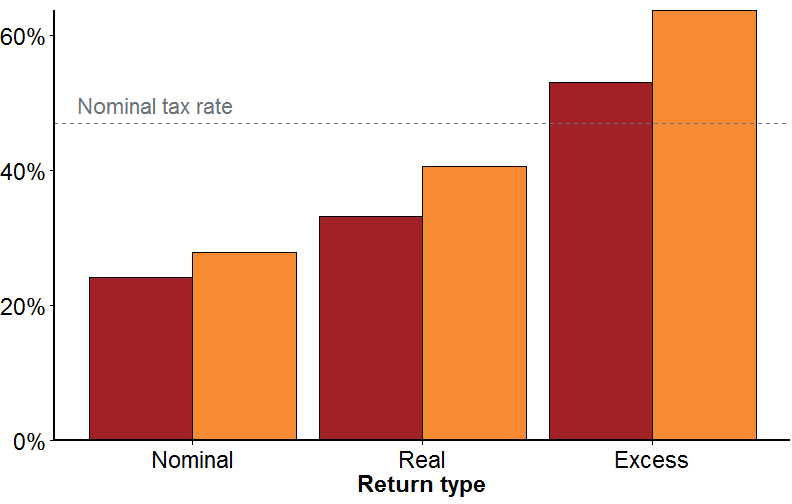 60%
Nominal tax rate
40%
20%
0%
Nominal Real Excess
Return type